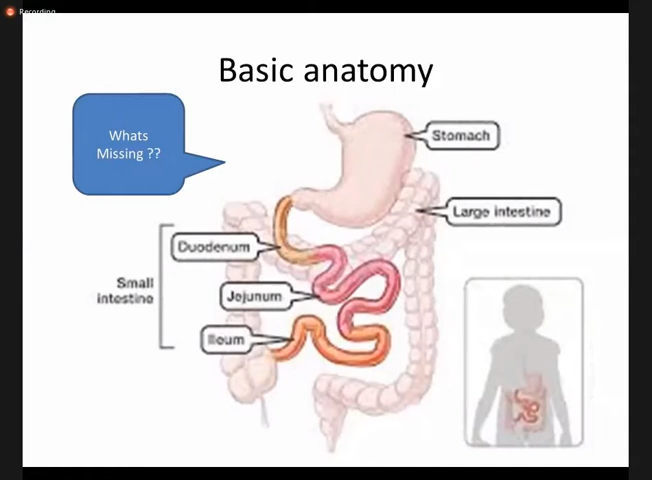 Recording
Basic anatomy
Whats
Missing ??
Stomach
Large intestine
Duodenum
Small
intestine
Jejunum
Ileum